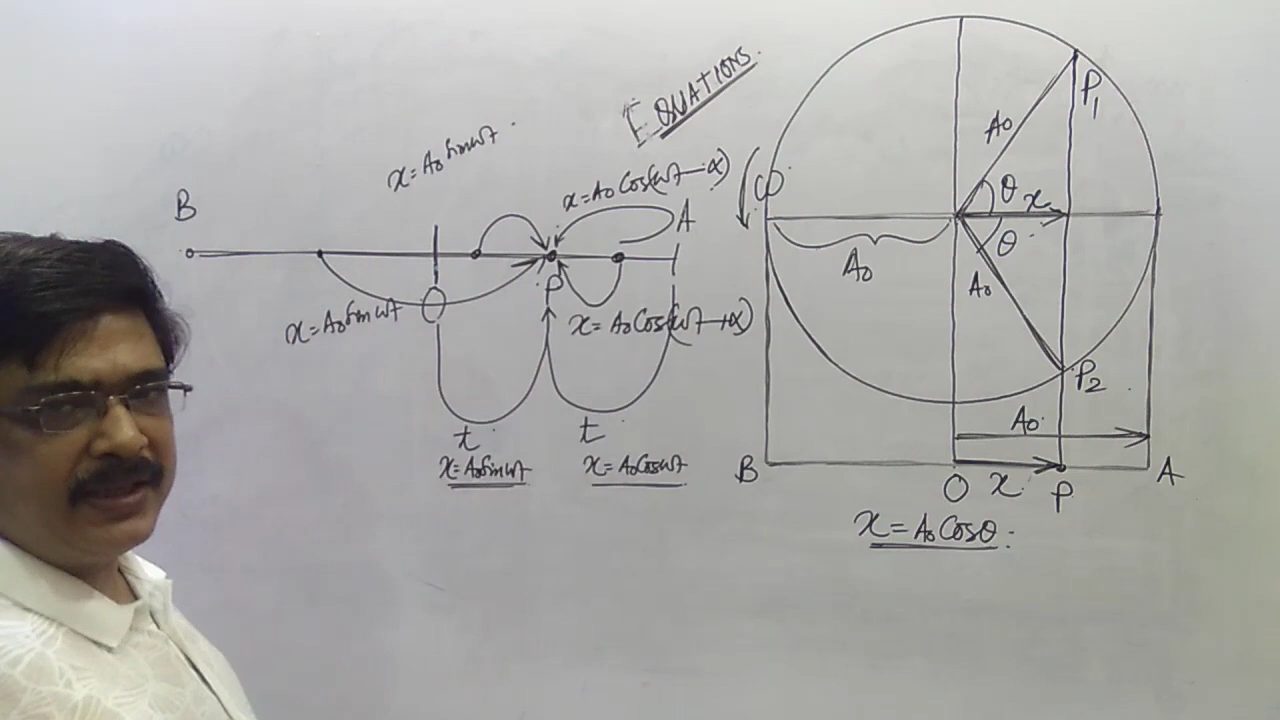 EQUATIONS.
x = A₀ Sin ωt
x = A₀ Cos(ωt – α)
B
A
O
P
x = A₀ Sin ωt
x = A₀ Cos(ωt + α)
t
t
x = A₀ Sin ωt
x = A₀ Cos ωt
P₁
A₀
ω
θ
x
A₀
θ
A₀
P₂
A₀
B
O
x
P
A
x = A₀ Cos θ